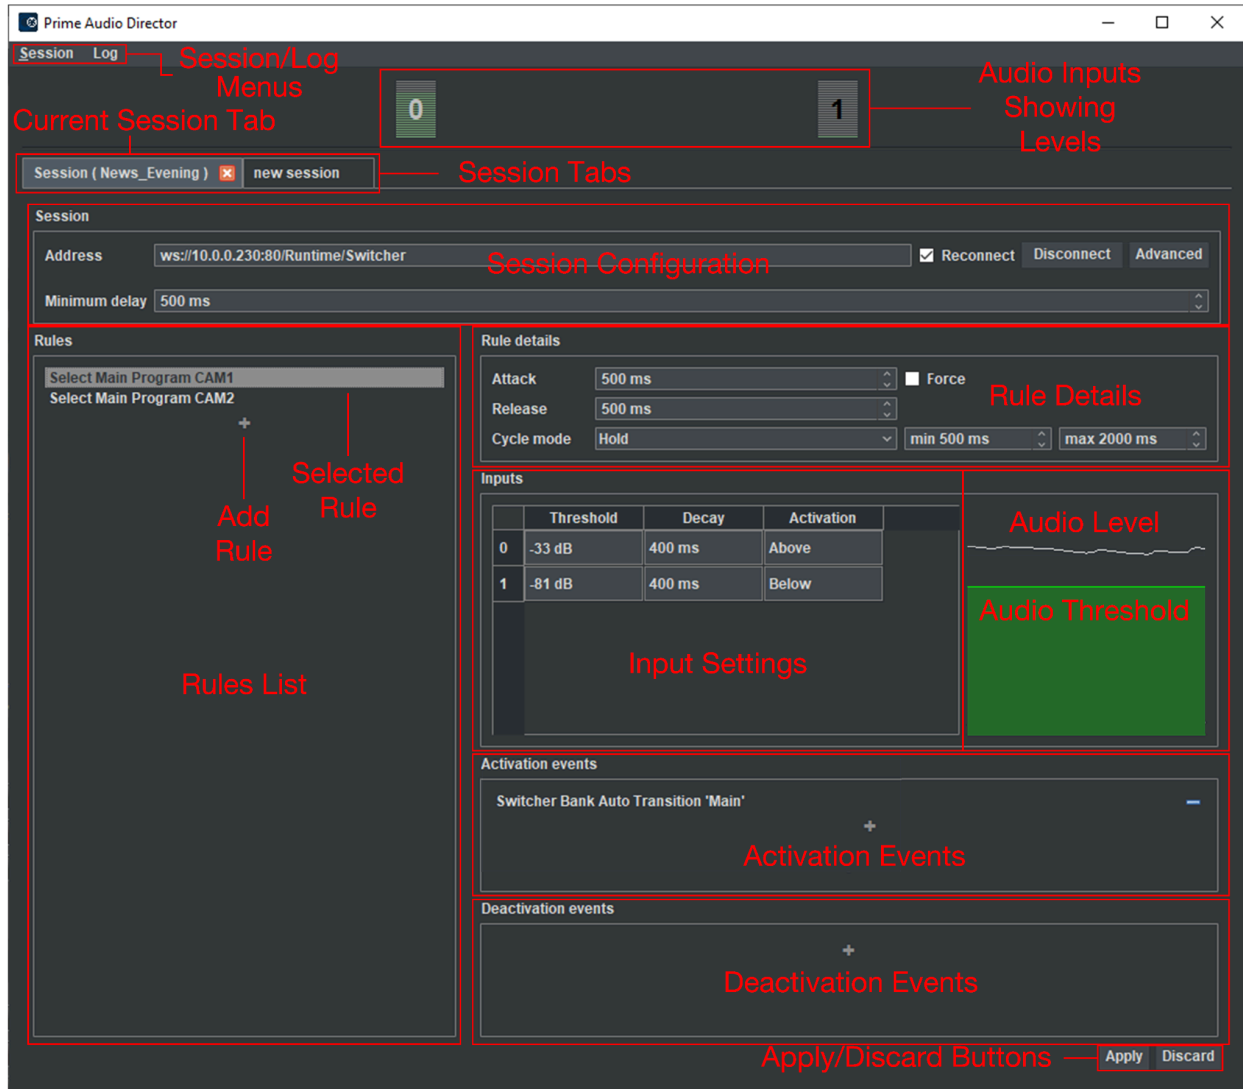 Prime Audio Director
Session Log
Session/Log
Menus
0
1
Audio Inputs
Showing
Levels
Current Session Tab
Session ( News_Evening ) new session
Session Tabs
Session
Address ws://10.0.0.230:80/Runtime/Switcher Reconnect Disconnect Advanced
Session Configuration
Minimum delay 500 ms
Rules
Select Main Program CAM1
Select Main Program CAM2
Selected
Rule
Add
Rule
Rules List
Rule details
Attack 500 ms Force
Release 500 ms
Cycle mode Hold min 500 ms max 2000 ms
Rule Details
Inputs
Threshold Decay Activation
0 -33 dB 400 ms Above
1 -81 dB 400 ms Below
Input Settings
Audio Level
Audio Threshold
Activation events
Switcher Bank Auto Transition 'Main'
Activation Events
Deactivation events
Deactivation Events
Apply/Discard Buttons
Apply Discard